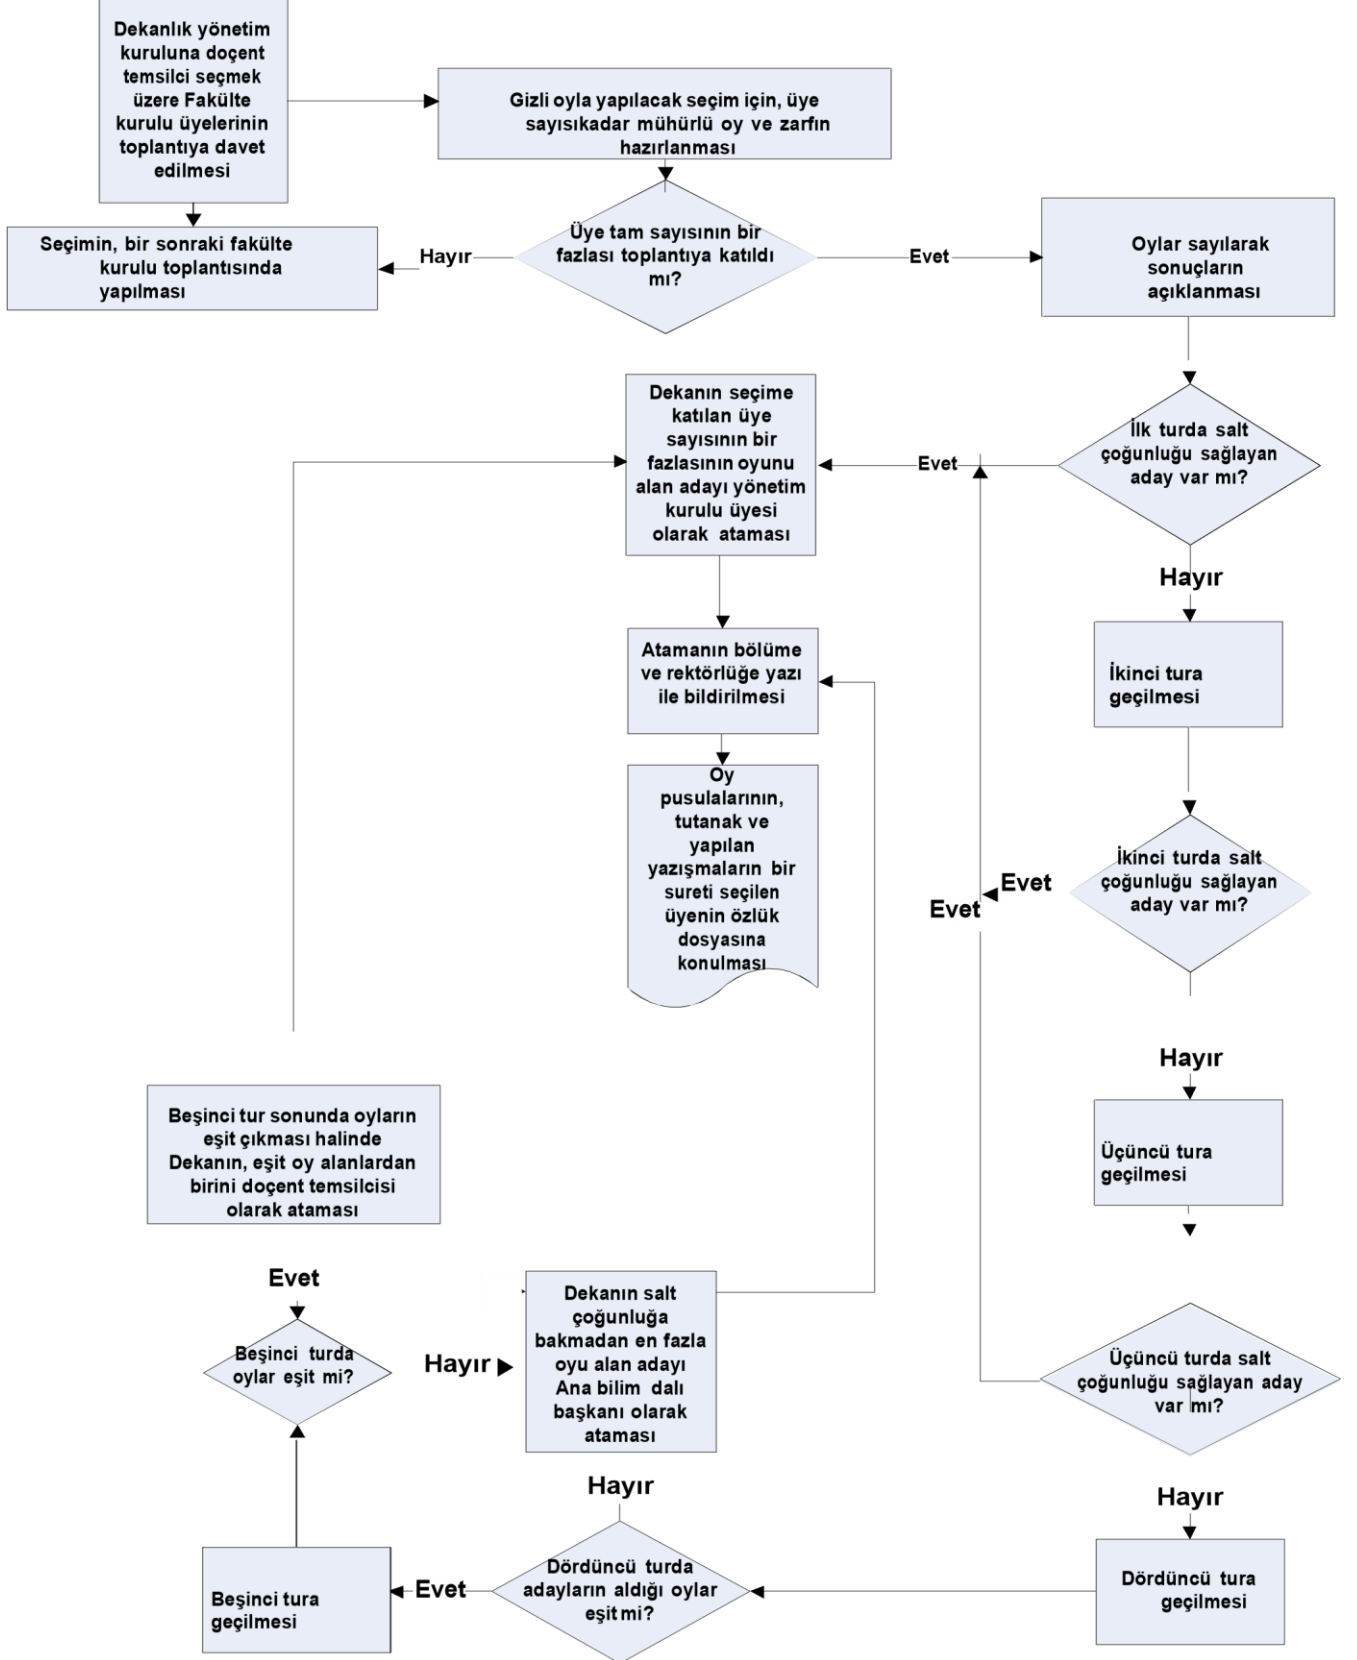 Dekanlık yönetim
kuruluna doçent
temsilci seçmek
üzere Fakülte
kurulu üyelerinin
toplantıya davet
edilmesi
Gizli oyla yapılacak seçim için, üye
sayısıkadar mühürlü oy ve zarfın
hazırlanması
Seçimin, bir sonraki fakülte
kurulu toplantısında
yapılması
Hayır
Üye tam sayısının bir
fazlası toplantıya katıldı
mı?
Evet
Oylar sayılarak
sonuçların
açıklanması
Dekanın seçime
katılan üye
sayısının bir
fazlasının oyunu
alan adayı yönetim
kurulu üyesi
olarak ataması
Evet
İlk turda salt
çoğunluğu sağlayan
aday var mı?
Hayır
Atamanın bölüme
ve rektörlüğe yazı
ile bildirilmesi
İkinci tura
geçilmesi
Oy
pusulalarının,
tutanak ve
yapılan
yazışmaların bir
sureti seçilen
üyenin özlük
dosyasına
konulması
Evet
Evet
İkinci turda salt
çoğunluğu sağlayan
aday var mı?
Hayır
Üçüncü tura
geçilmesi
Beşinci tur sonunda oyların
eşit çıkması halinde
Dekanın, eşit oy alanlardan
birini doçent temsilcisi
olarak ataması
Evet
Beşinci turda
oylar eşit mi?
Hayır
Dekanın salt
çoğunluğa
bakmadan en fazla
oyu alan adayı
Ana bilim dalı
başkanı olarak
ataması
Üçüncü turda salt
çoğunluğu sağlayan aday
var mı?
Hayır
Hayır
Beşinci tura
geçilmesi
Evet
Dördüncü turda
adayların aldığı oylar
eşit mi?
Dördüncü tura
geçilmesi